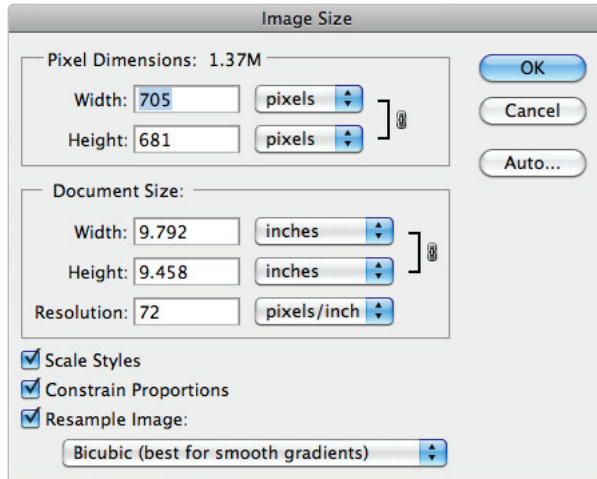 Image Size
Pixel Dimensions: 1.37M
Width: 705 pixels
Height: 681 pixels
OK
Cancel
Auto...
Document Size:
Width: 9.792 inches
Height: 9.458 inches
Resolution: 72 pixels/inch
Scale Styles
Constrain Proportions
Resample Image:
Bicubic (best for smooth gradients)